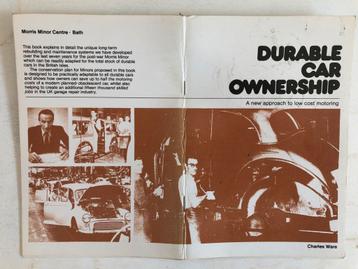 Morris Minor Centre · Bath
This book explains in detail the unique long-term
rebuilding and maintenance systems we have developed
over the last seven years for the post-war Morris Minor
which can be readily adapted for the total stock of durable
cars in the British Isles.
The conservation plan for Minors proposed in this book
is designed to be practically adaptable to all durable cars
and shows how owners can save up to half the motoring
costs of a modern planned obsolescent car, whilst also
helping to create an additional fifteen thousand skilled
jobs in the UK garage repair industry.
DURABLE
CAR
OWNERSHIP
A new approach to low cost motoring
Charles Ware